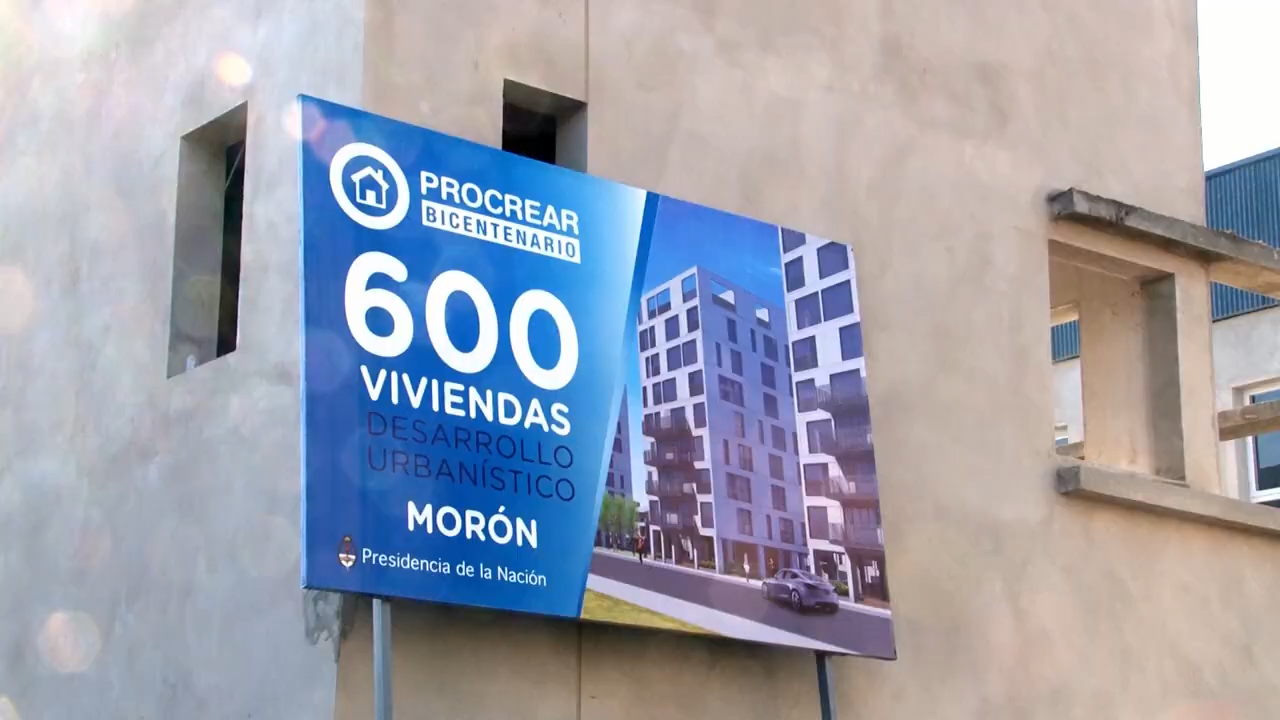 PROCREAR
BICENTENARIO
600
VIVIENDAS
DESARROLLO
URBANÍSTICO
MORÓN
Presidencia de la Nación